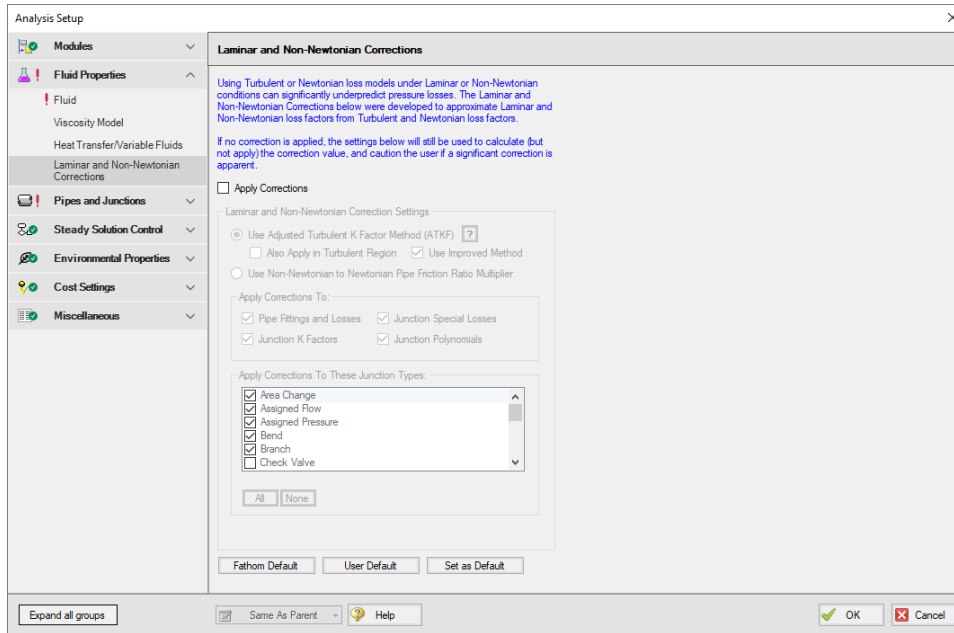 Analysis Setup
Modules
Fluid Properties
Fluid
Viscosity Model
Heat Transfer/Variable Fluids
Laminar and Non-Newtonian
Corrections
Pipes and Junctions
Steady Solution Control
Environmental Properties
Cost Settings
Miscellaneous
Expand all groups
Laminar and Non-Newtonian Corrections
Using Turbulent or Newtonian loss models under Laminar or Non-Newtonian
conditions can significantly underpredict pressure losses. The Laminar and
Non-Newtonian Corrections below were developed to approximate Laminar and
Non-Newtonian loss factors from Turbulent and Newtonian loss factors.
If no correction is applied, the settings below will still be used to calculate (but
not apply) the correction value, and caution the user if a significant correction is
apparent.
Apply Corrections
Laminar and Non-Newtonian Correction Settings
Use Adjusted Turbulent K Factor Method (ATKF) ?
Also Apply in Turbulent Region Use Improved Method
Use Non-Newtonian to Newtonian Pipe Friction Ratio Multiplier
Apply Corrections To:
Pipe Fittings and Losses Junction Special Losses
Junction K Factors Junction Polynomials
Apply Corrections To These Junction Types:
Area Change
Assigned Flow
Assigned Pressure
Bend
Branch
Check Valve
All None
Fathom Default User Default Set as Default
Same As Parent Help OK Cancel